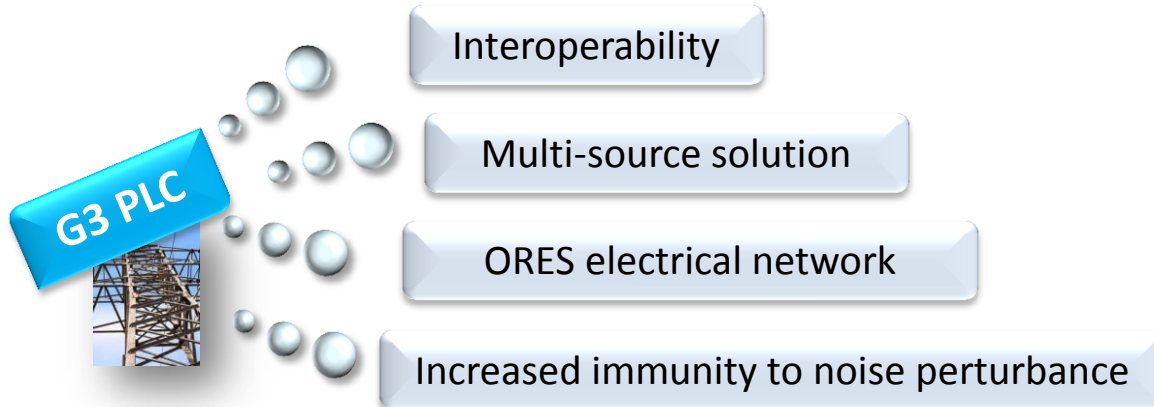 Interoperability
Multi-source solution
G3 PLC
ORES electrical network
Increased immunity to noise perturbance